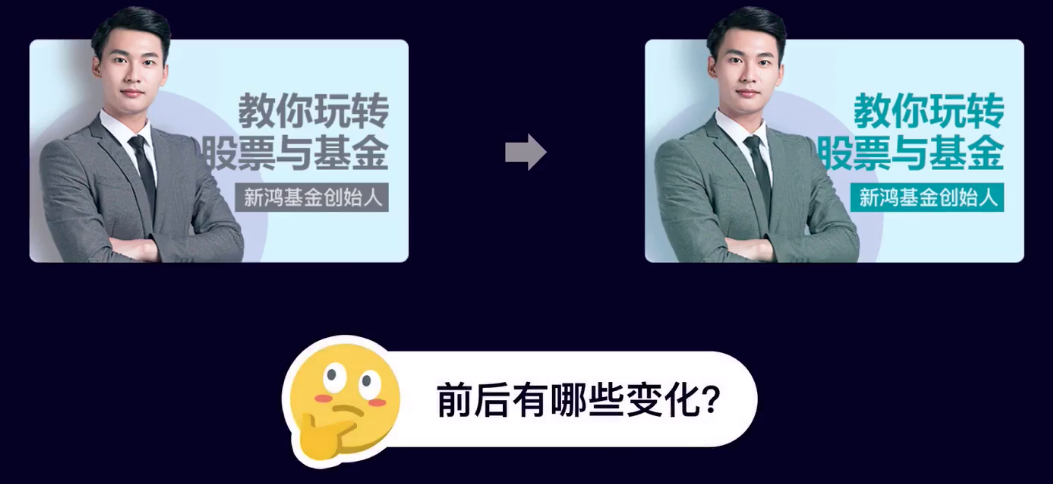 教你玩转
股票与基金
新鸿基金创始人
教你玩转
股票与基金
新鸿基金创始人
前后有哪些变化?